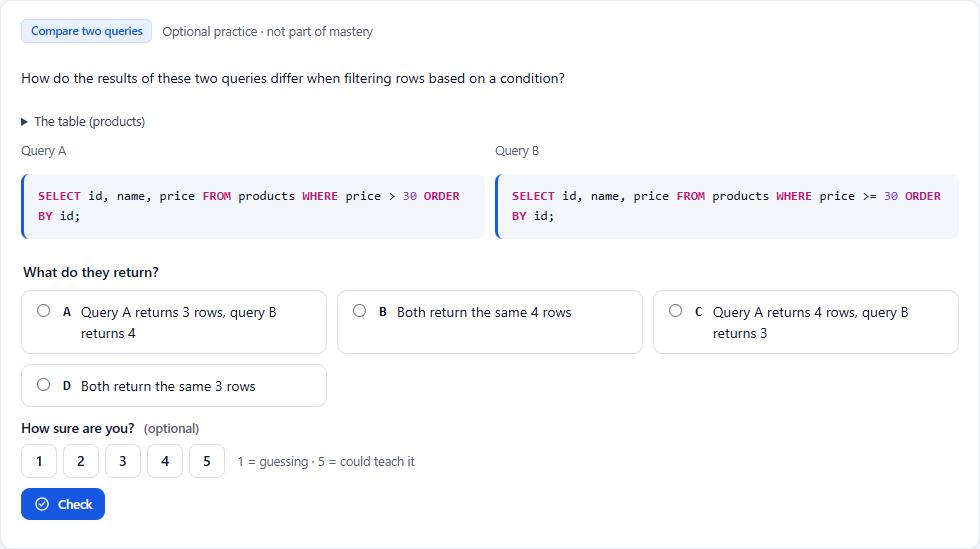 Compare two queries Optional practice · not part of mastery
How do the results of these two queries differ when filtering rows based on a condition?
▶ The table (products)
Query A
SELECT id, name, price FROM products WHERE price > 30 ORDER
BY id;
Query B
SELECT id, name, price FROM products WHERE price >= 30 ORDER
BY id;
What do they return?
A Query A returns 3 rows, query B
returns 4
B Both return the same 4 rows
C Query A returns 4 rows, query B
returns 3
D Both return the same 3 rows
How sure are you? (optional)
1 2 3 4 5 1 = guessing · 5 = could teach it
Check